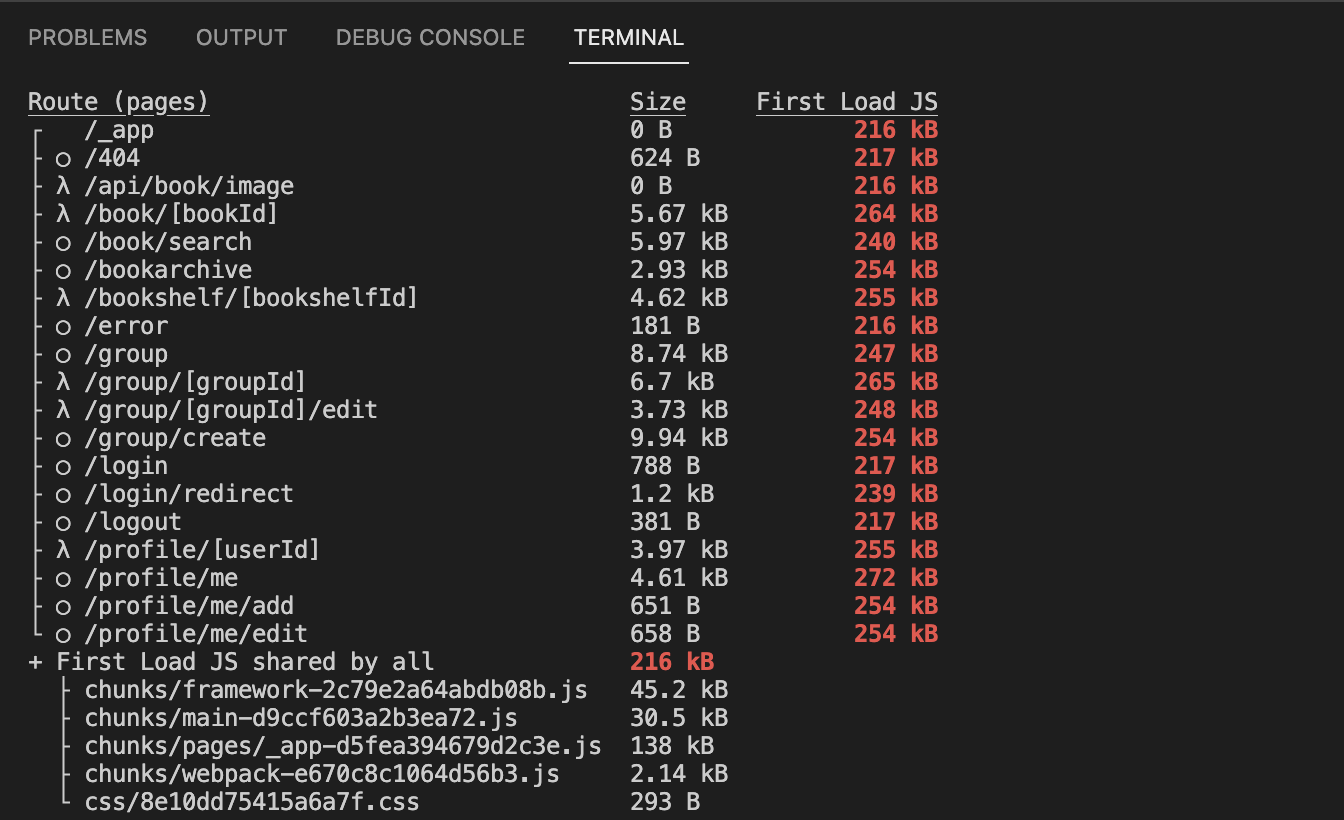 PROBLEMS OUTPUT DEBUG CONSOLE TERMINAL
Route (pages) Size First Load JS
┌   /_app 0 B 216 kB
├ ○ /404 624 B 217 kB
├ λ /api/book/image 0 B 216 kB
├ λ /book/[bookId] 5.67 kB 264 kB
├ ○ /book/search 5.97 kB 240 kB
├ ○ /bookarchive 2.93 kB 254 kB
├ λ /bookshelf/[bookshelfId] 4.62 kB 255 kB
├ ○ /error 181 B 216 kB
├ ○ /group 8.74 kB 247 kB
├ λ /group/[groupId] 6.7 kB 265 kB
├ λ /group/[groupId]/edit 3.73 kB 248 kB
├ ○ /group/create 9.94 kB 254 kB
├ ○ /login 788 B 217 kB
├ ○ /login/redirect 1.2 kB 239 kB
├ ○ /logout 381 B 217 kB
├ λ /profile/[userId] 3.97 kB 255 kB
├ ○ /profile/me 4.61 kB 272 kB
├ ○ /profile/me/add 651 B 254 kB
└ ○ /profile/me/edit 658 B 254 kB
+ First Load JS shared by all 216 kB
├ chunks/framework-2c79e2a64abdb08b.js 45.2 kB
├ chunks/main-d9ccf603a2b3ea72.js 30.5 kB
├ chunks/pages/_app-d5fea394679d2c3e.js 138 kB
├ chunks/webpack-e670c8c1064d56b3.js 2.14 kB
└ css/8e10dd75415a6a7f.css 293 B